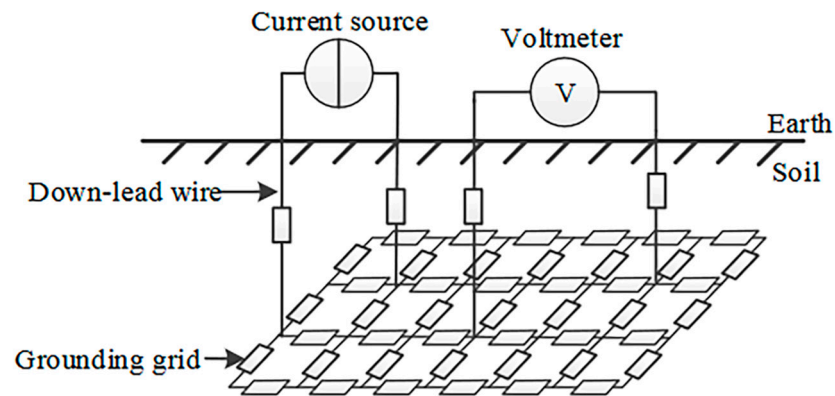 Current source
Voltmeter
V
Earth
Soil
Down-lead wire
Grounding grid